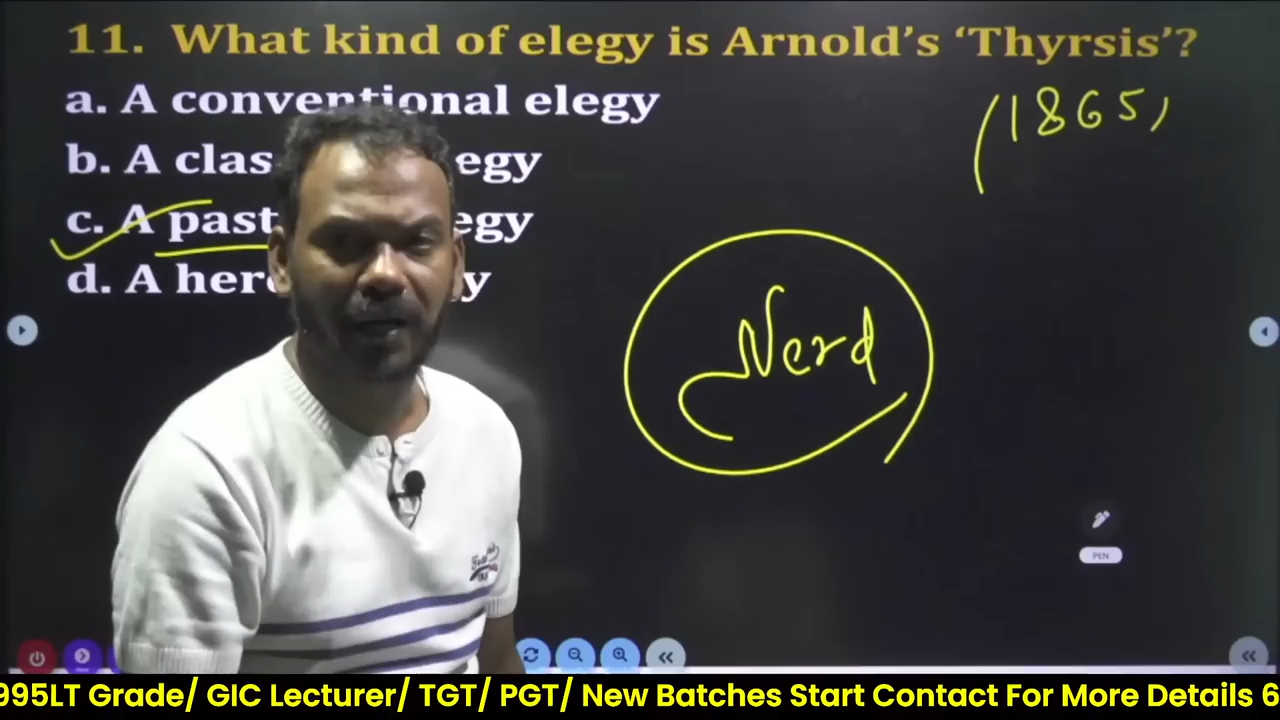 11. What kind of elegy is Arnold's 'Thyrsis'?
(1865)
a. A conventional elegy
b. A clas egy
c. A past egy
d. A her y
Nerd
PEN
995LT Grade/ GIC Lecturer/ TGT/ PGT/ New Batches Start Contact For More Details 6